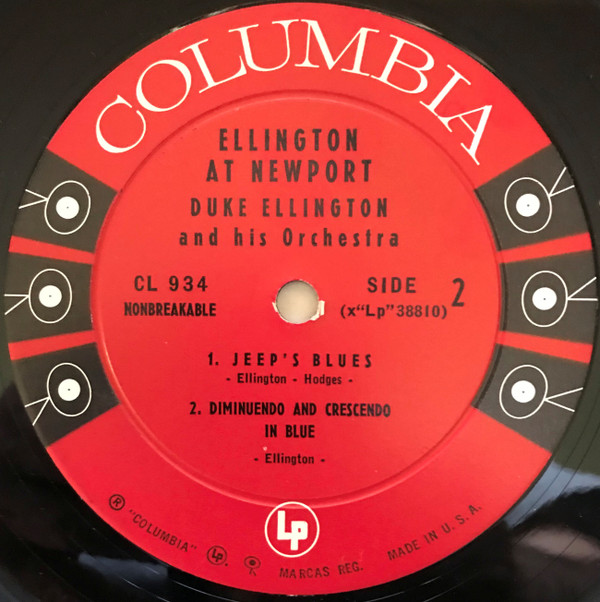 COLUMBIA
ELLINGTON
AT NEWPORT
DUKE ELLINGTON
and his Orchestra
CL 934
NONBREAKABLE
SIDE 2
(x"Lp"38810)
1. JEEP'S BLUES
- Ellington - Hodges -
2. DIMINUENDO AND CRESCENDO
IN BLUE
- Ellington -
Lp
® "COLUMBIA" Lp MARCAS REG. MADE IN U. S. A.